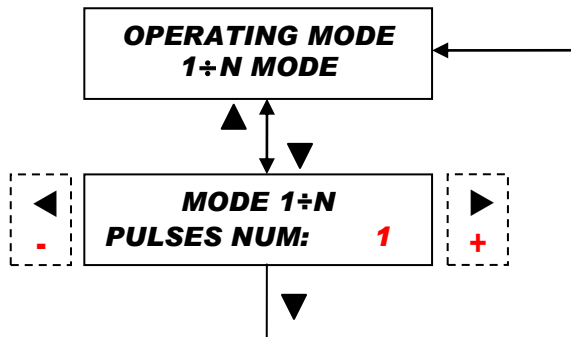 OPERATING MODE
1÷N MODE
MODE 1÷N
PULSES NUM: 1
-
+